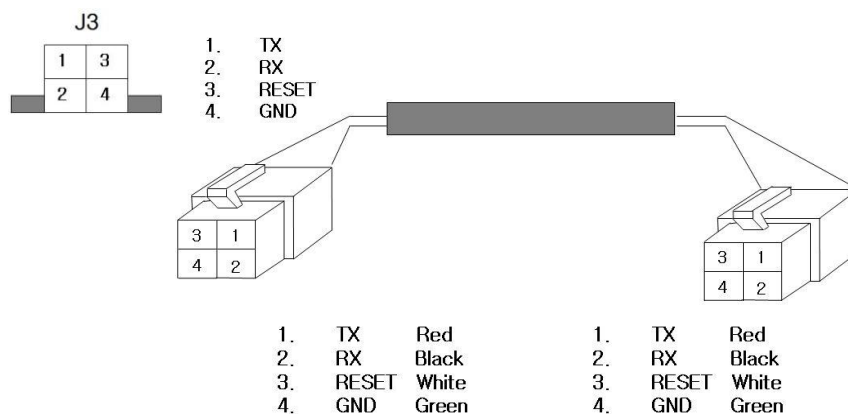 J3
1 3
2 4
1. TX
2. RX
3. RESET
4. GND
3 1
4 2
3 1
4 2
1. TX Red
2. RX Black
3. RESET White
4. GND Green
1. TX Red
2. RX Black
3. RESET White
4. GND Green